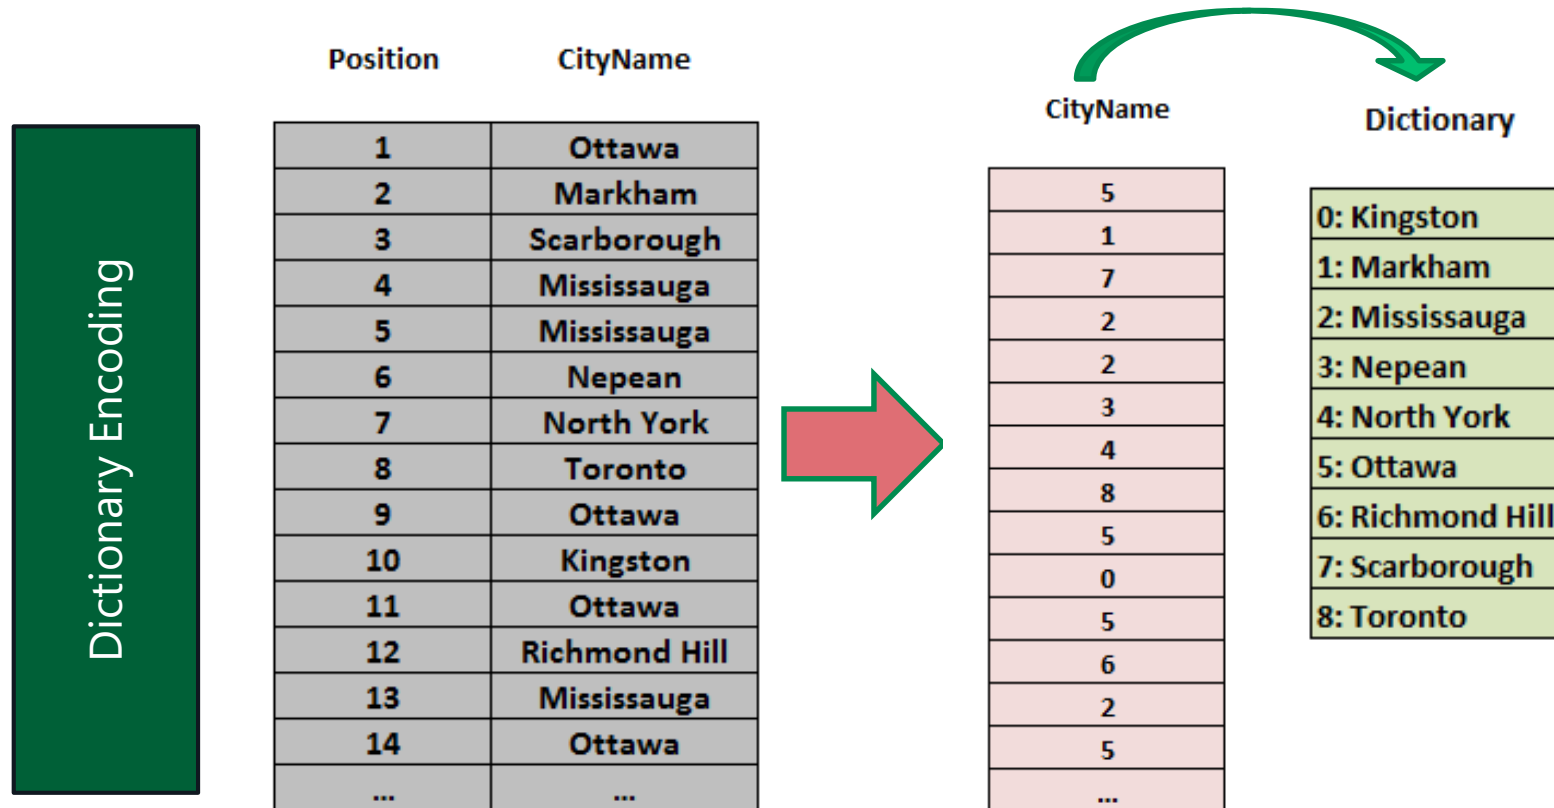 Dictionary Encoding
Position CityName
1 Ottawa
2 Markham
3 Scarborough
4 Mississauga
5 Mississauga
6 Nepean
7 North York
8 Toronto
9 Ottawa
10 Kingston
11 Ottawa
12 Richmond Hill
13 Mississauga
14 Ottawa
... ...
CityName
5
1
7
2
2
3
4
8
5
0
5
6
2
5
...
Dictionary
0: Kingston
1: Markham
2: Mississauga
3: Nepean
4: North York
5: Ottawa
6: Richmond Hill
7: Scarborough
8: Toronto